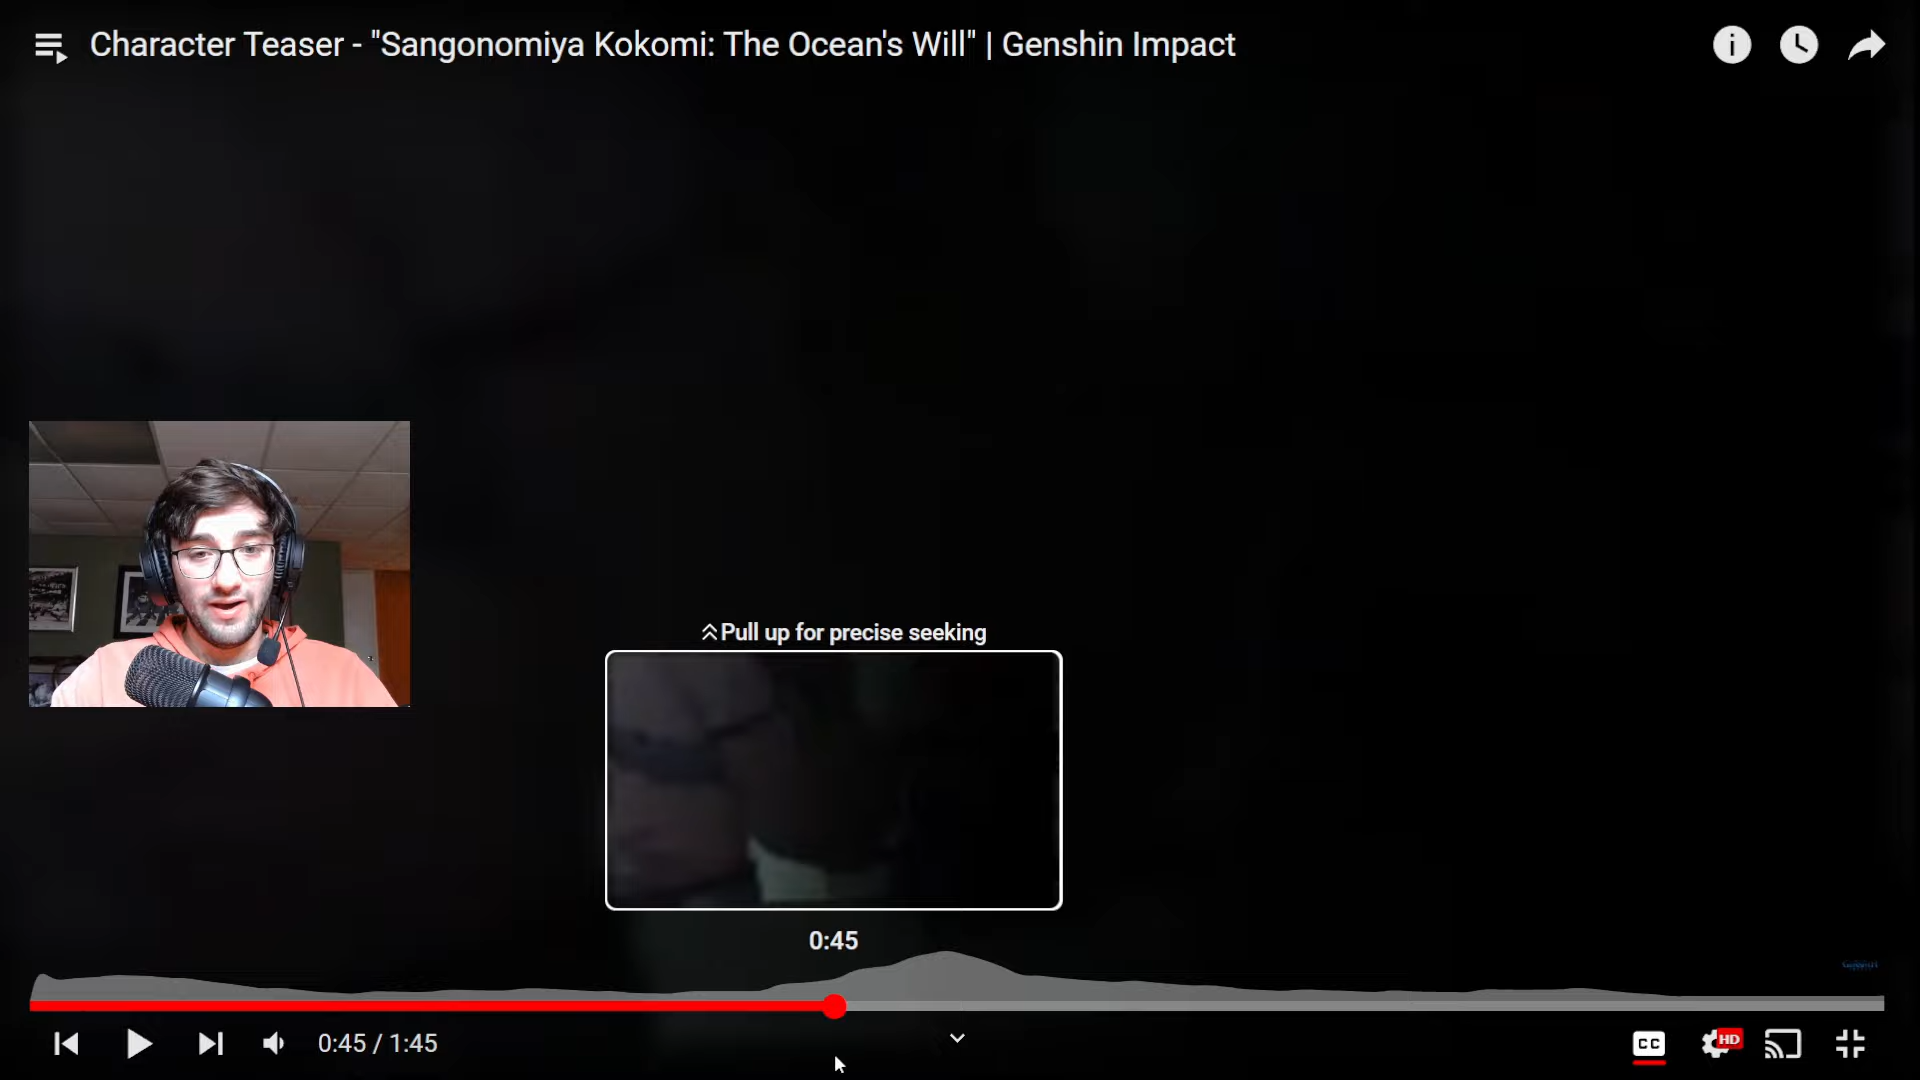 Character Teaser - "Sangonomiya Kokomi: The Ocean's Will" | Genshin Impact
Pull up for precise seeking
0:45
0:45 / 1:45
CC
HD